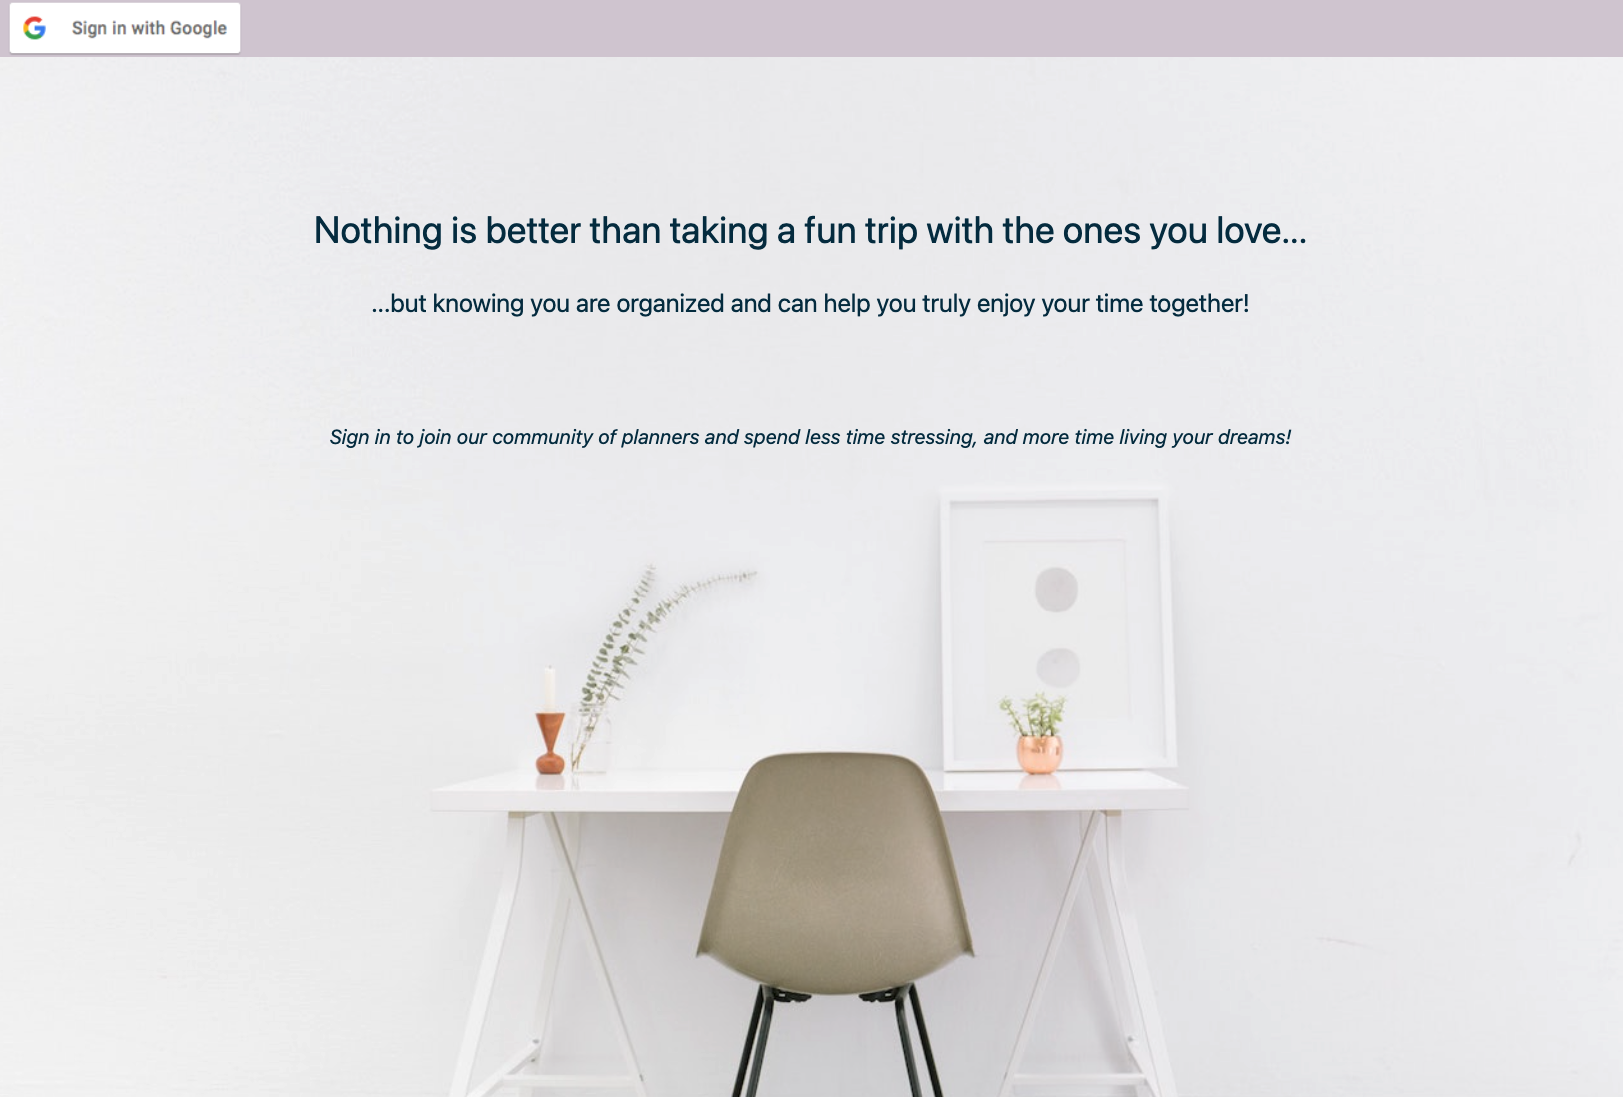 Sign in with Google
Nothing is better than taking a fun trip with the ones you love...
...but knowing you are organized and can help you truly enjoy your time together!
Sign in to join our community of planners and spend less time stressing, and more time living your dreams!